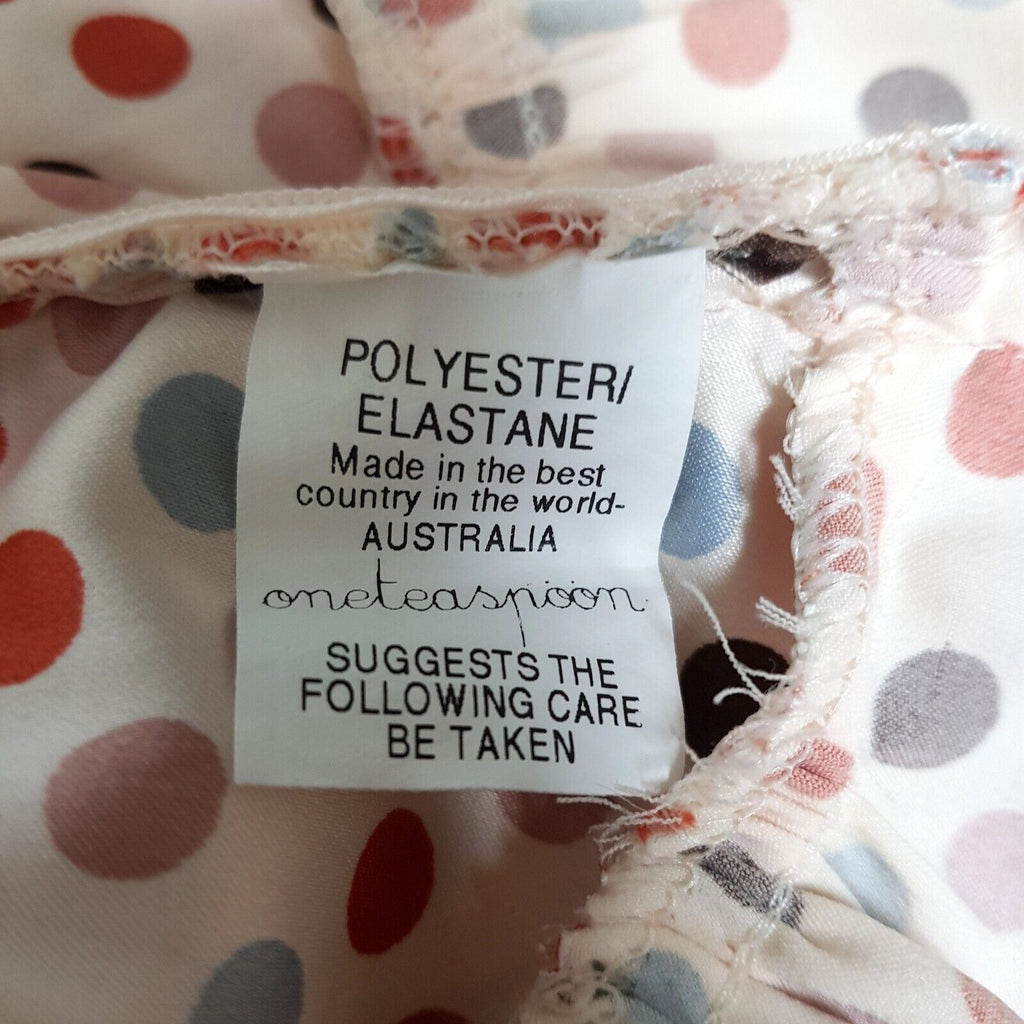 POLYESTER/
ELASTANE
Made in the best
country in the world-
AUSTRALIA
oneteaspoon
SUGGESTS THE
FOLLOWING CARE
BE TAKEN